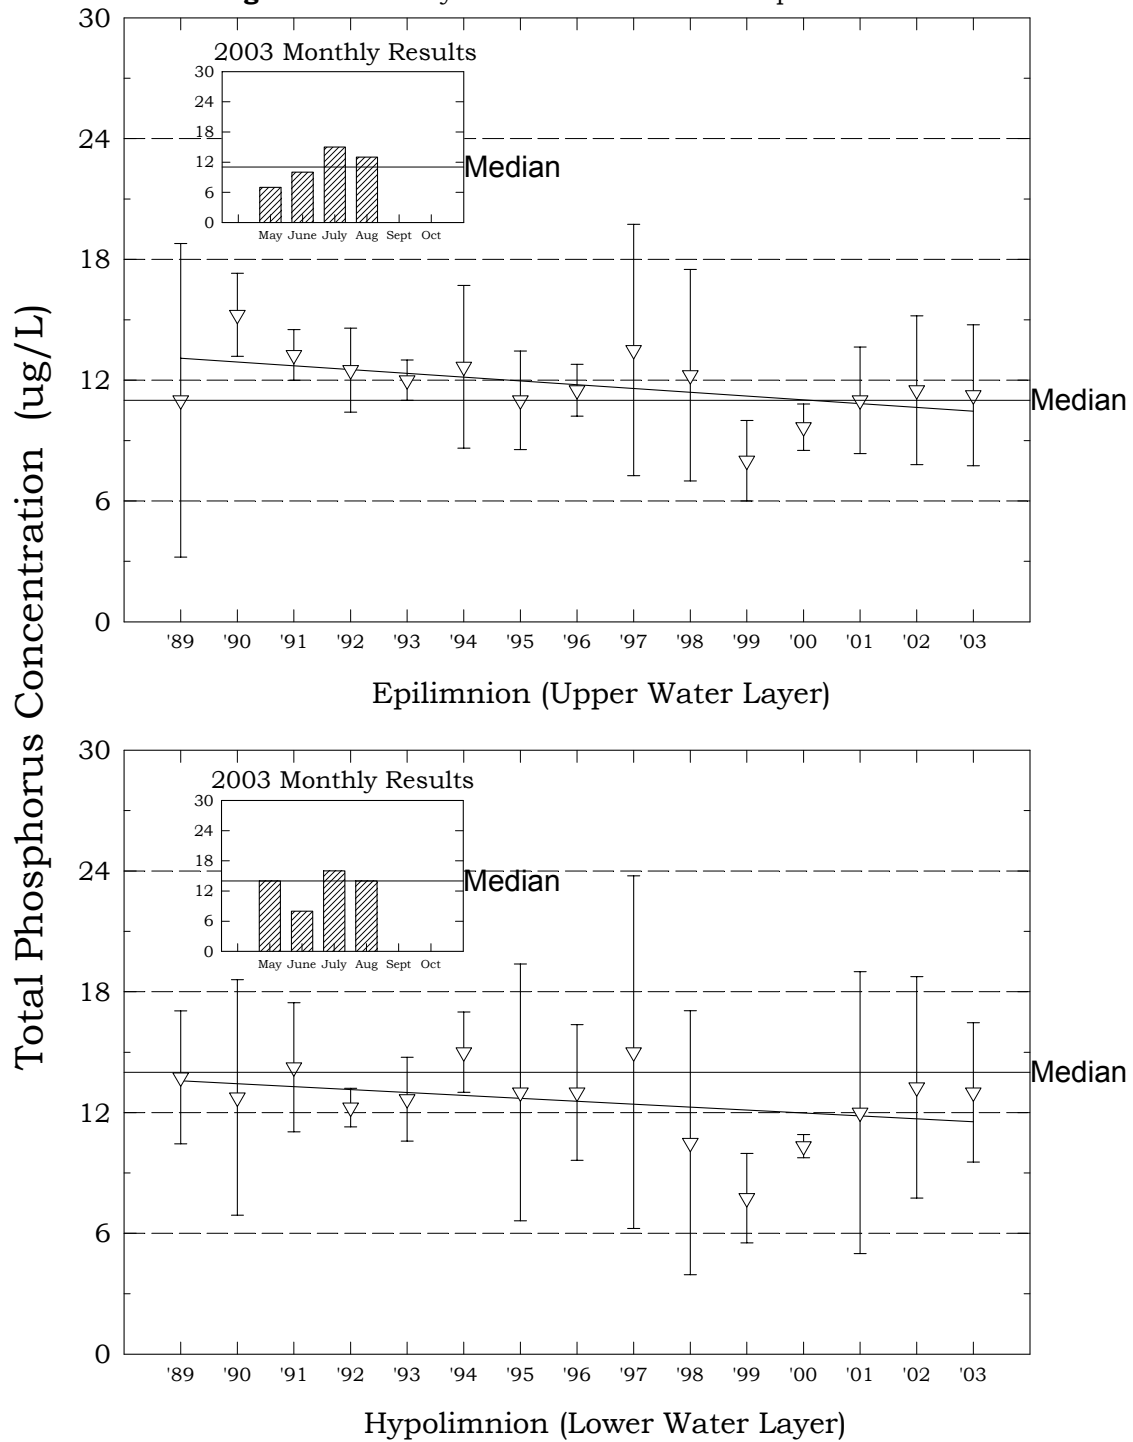 2003 Monthly Results
30
24
18
12
6
0
Median
May June July Aug Sept Oct
30
24
18
12
6
0
Median
'89 '90 '91 '92 '93 '94 '95 '96 '97 '98 '99 '00 '01 '02 '03
Epilimnion (Upper Water Layer)
Total Phosphorus Concentration (ug/L)
2003 Monthly Results
30
24
18
12
6
0
Median
May June July Aug Sept Oct
30
24
18
12
6
0
Median
'89 '90 '91 '92 '93 '94 '95 '96 '97 '98 '99 '00 '01 '02 '03
Hypolimnion (Lower Water Layer)